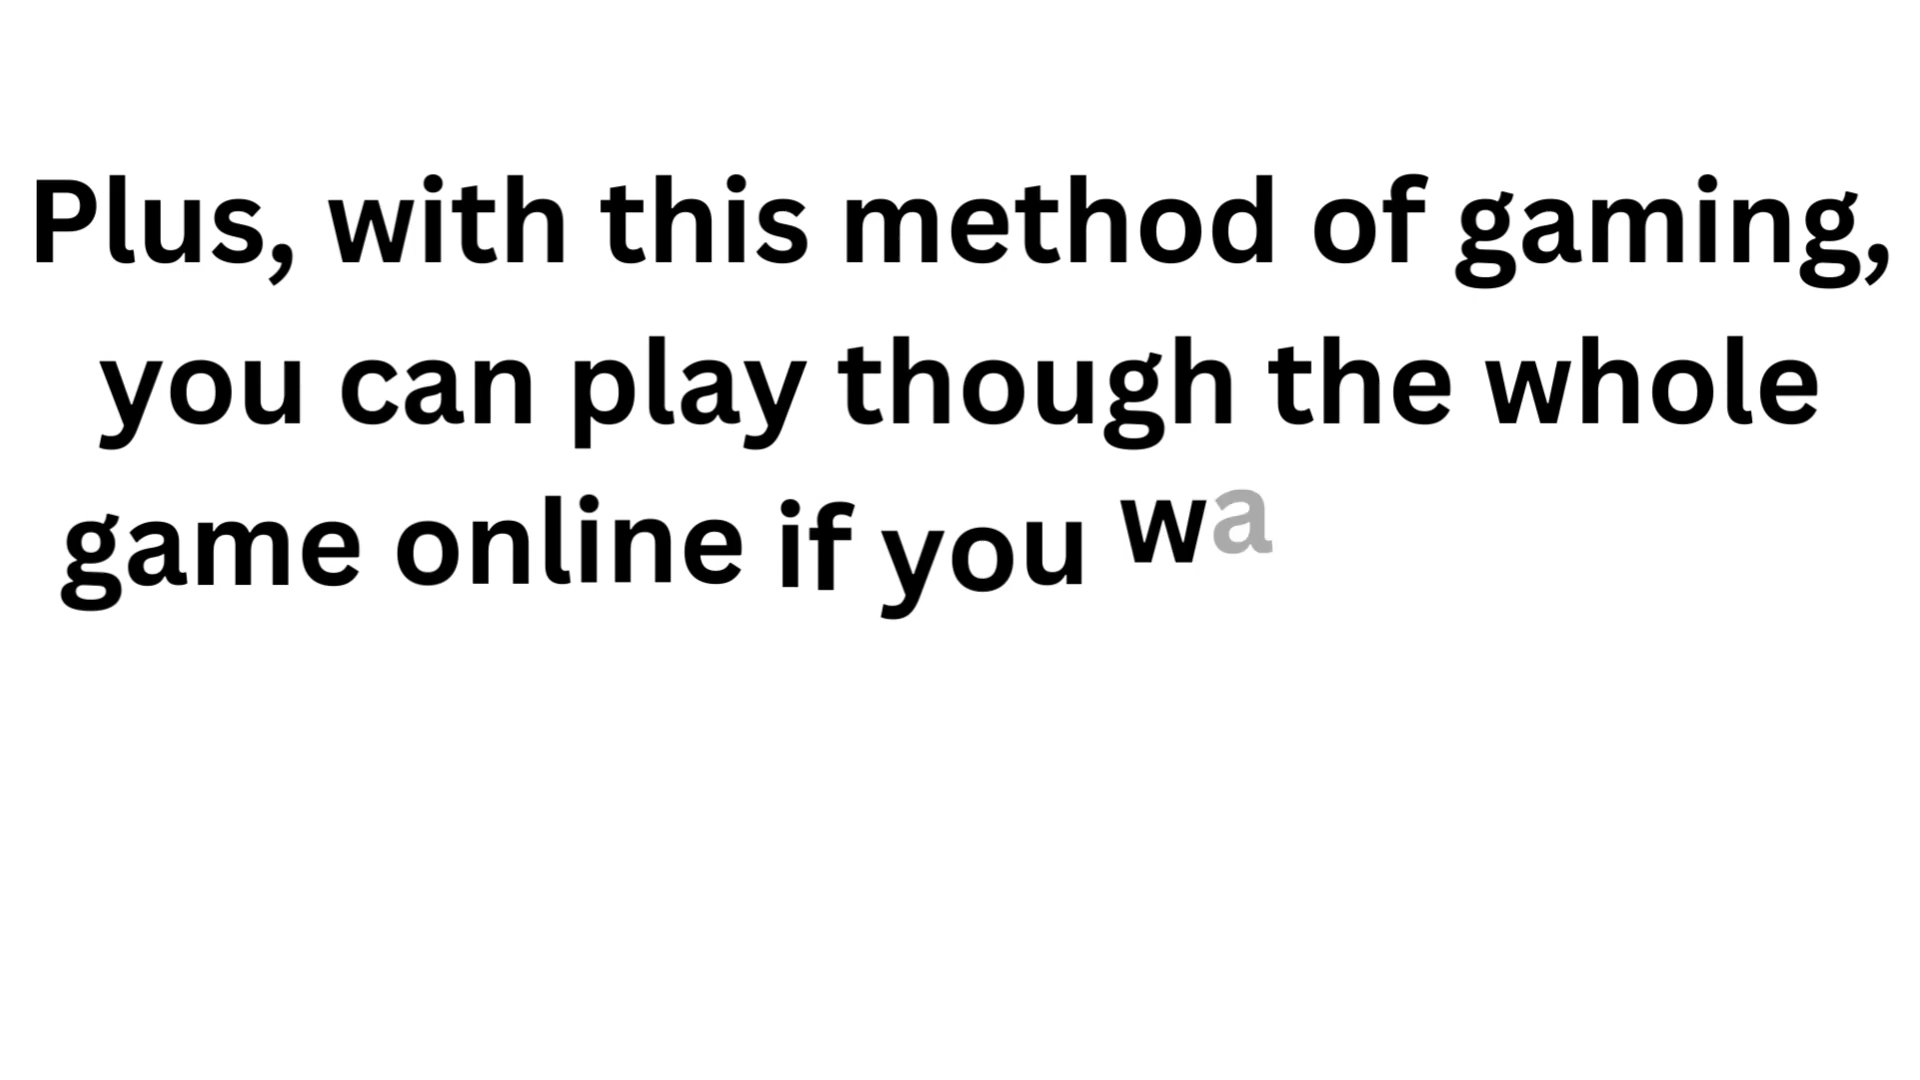 Plus, with this method of gaming,
you can play though the whole
game online if you wa